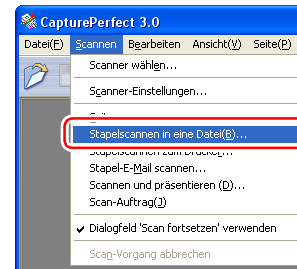 CapturePerfect 3.0
Datei(F) Scannen Bearbeiten Ansicht(V) Seite(P)
Scanner wählen...
Scanner-Einstellungen...
Stapelscannen in eine Datei(B)...
Stapelscannen zum Drucker...
Stapel-E-Mail scannen...
Scannen und präsentieren (D)...
Scan-Auftrag(J)
✓ Dialogfeld 'Scan fortsetzen' verwenden
Scan-Vorgang abbrechen